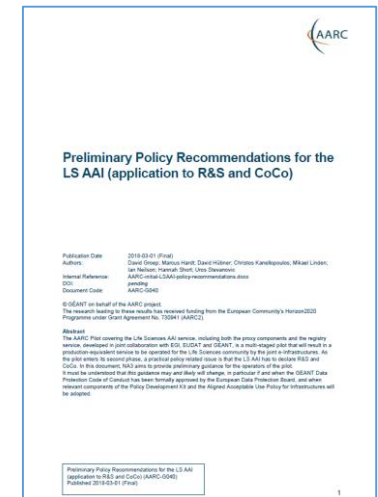 AARC
Preliminary Policy Recommendations for the
LS AAI (application to R&S and CoCo)
Publication Date 2018-03-01 (Final)
Authors: David Groep; Marcus Hardt; David Hübner; Christos Kanellopoulos; Mikael Linden;
Ian Neilson; Hannah Short; Uros Stevanovic
Internal Reference: AARC-initial-LSAAI-policy-recommendations.docx
DOI: pending
Document Code: AARC-G040
© GÉANT on behalf of the AARC project.
The research leading to these results has received funding from the European Community's Horizon2020
Programme under Grant Agreement No. 730941 (AARC2).
Abstract
The AARC Pilot covering the Life Sciences AAI service, including both the proxy components and the registry
service, developed in joint collaboration with EGI, EUDAT and GÉANT, is a multi-staged pilot that will result in a
production-equivalent service to be operated for the Life Sciences community by the joint e-Infrastructures. As
the pilot enters its second phase, a practical policy-related issue is that the LS AAI has to declare R&S and
CoCo. In this document, NA3 aims to provide preliminary guidance for the operators of the pilot.
It must be understood that this guidance may and likely will change, in particular if and when the GÉANT Data
Protection Code of Conduct has been formally approved by the European Data Protection Board, and when
relevant components of the Policy Development Kit and the Aligned Acceptable Use Policy for Infrastructures will
be adopted.
Preliminary Policy Recommendations for the LS AAI
(application to R&S and CoCo) (AARC-G040)
Published 2018-03-01 (Final)
1